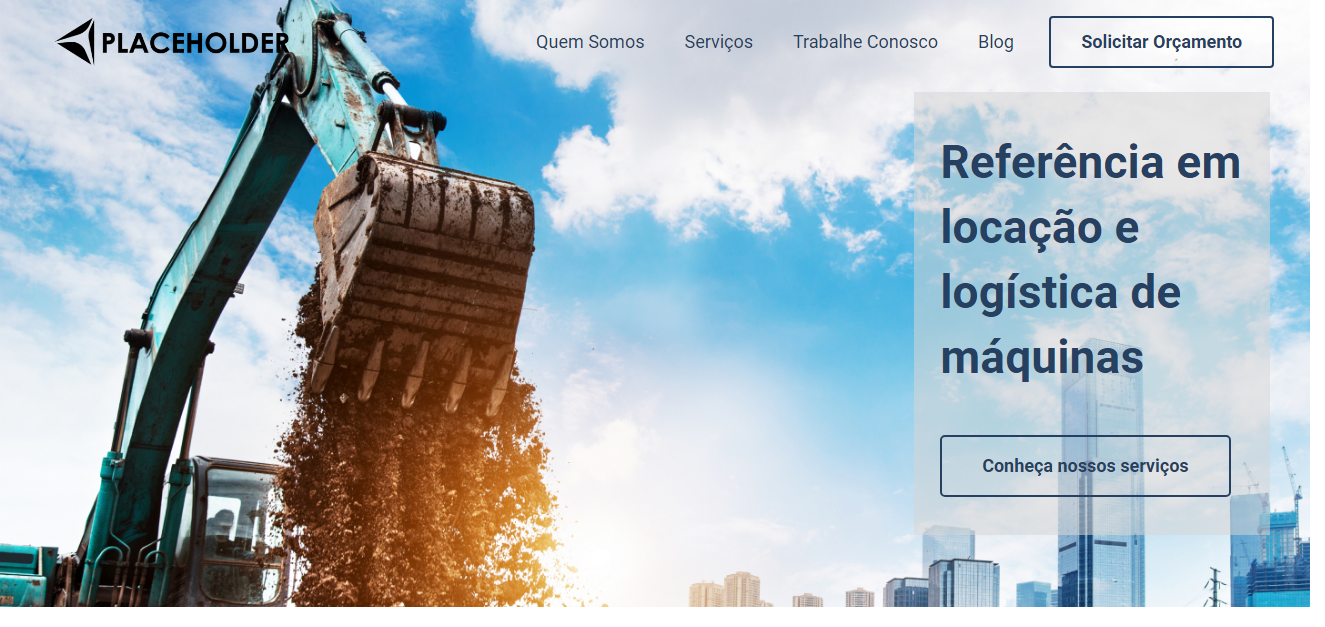 PLACEHOLDER
Quem Somos
Serviços
Trabalhe Conosco
Blog
Solicitar Orçamento
Referência em
locação e
logística de
máquinas
Conheça nossos serviços